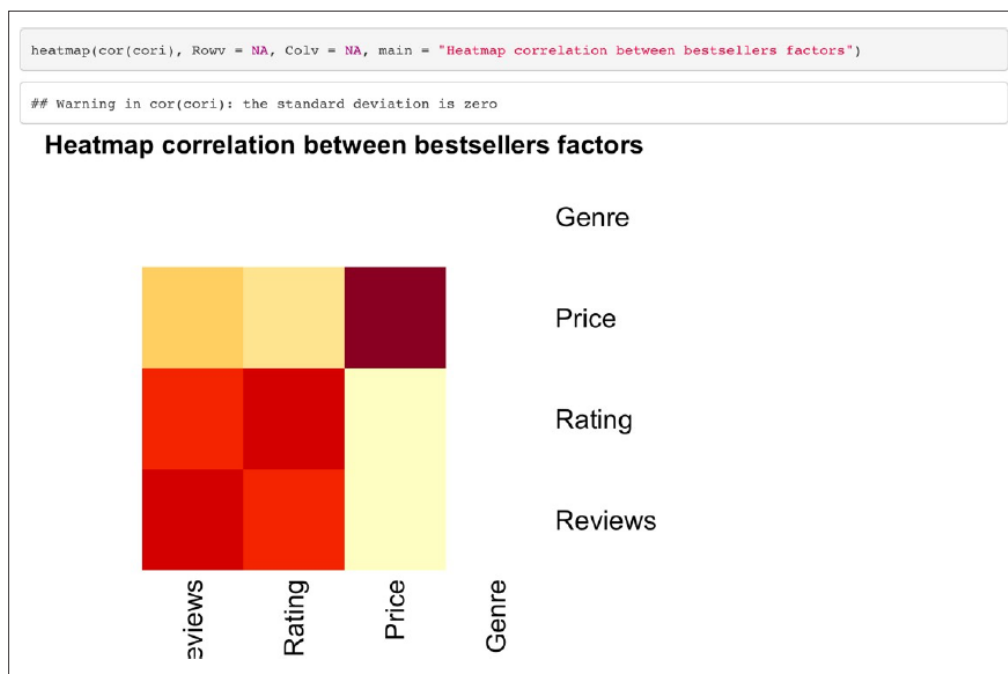 heatmap(cor(cori), Rowv = NA, Colv = NA, main = "Heatmap correlation between bestsellers factors")
## Warning in cor(cori): the standard deviation is zero
Heatmap correlation between bestsellers factors
Genre
Price
Rating
Reviews
eviews
Rating
Price
Genre